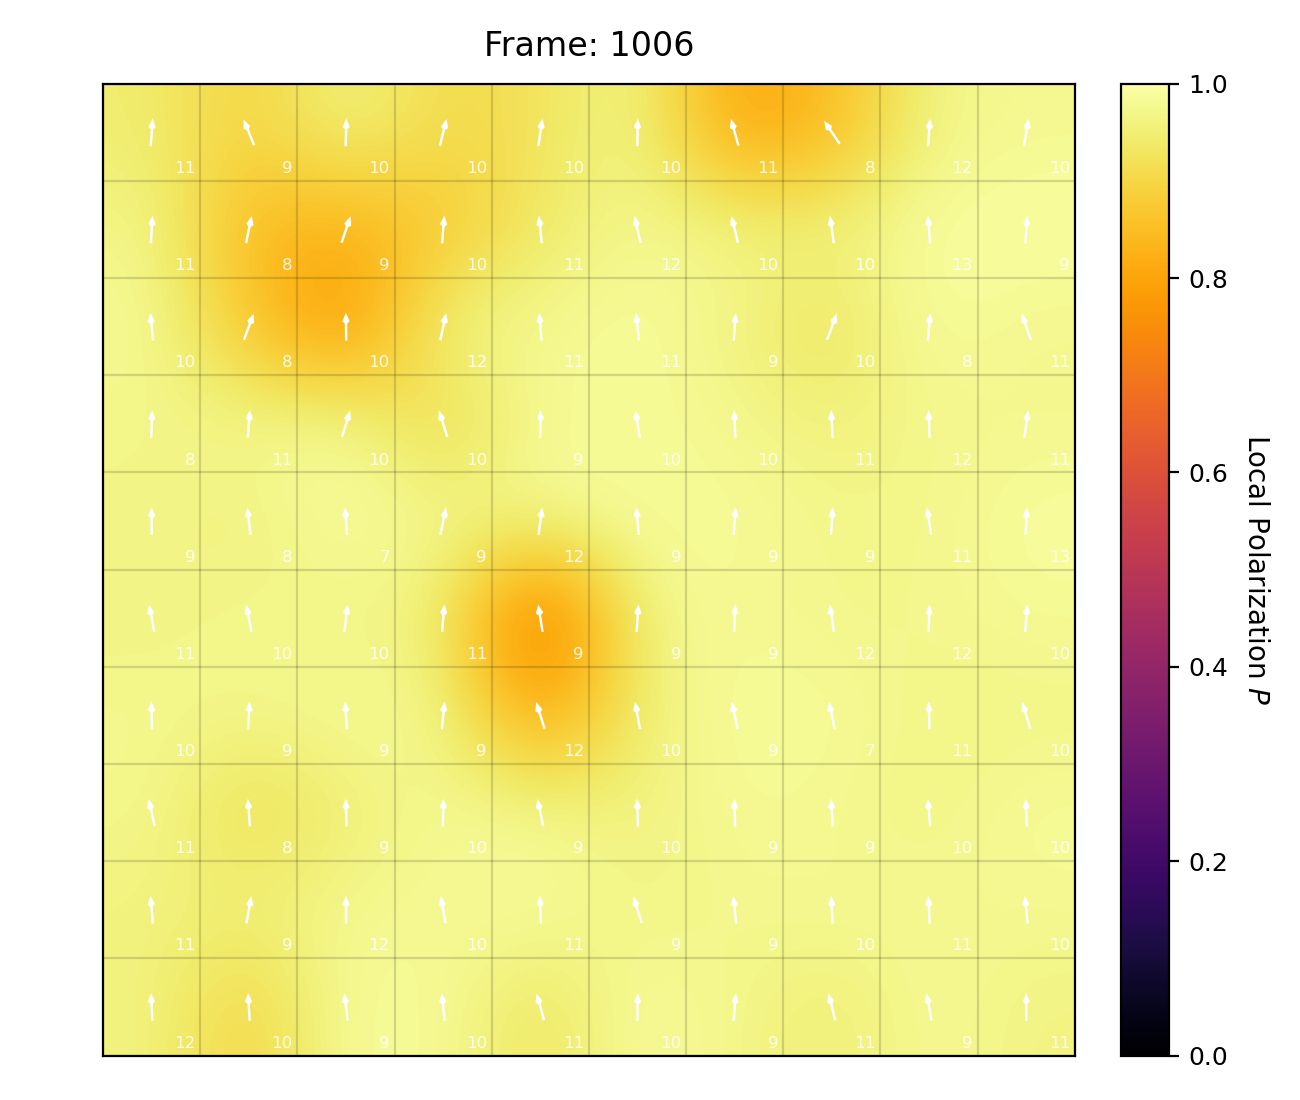 Frame: 1006
11 9 10 10 10 10 11 8 12 10
11 8 9 10 11 12 10 10 13 9
10 8 10 12 11 11 9 10 8 11
8 11 10 10 9 10 10 11 12 11
9 8 7 9 12 9 9 9 11 13
11 10 10 11 9 9 9 12 12 10
10 9 9 9 12 10 9 7 11 10
11 8 9 10 9 10 9 9 10 10
11 9 12 10 11 9 9 10 11 10
12 10 9 10 11 10 9 11 9 11
1.0
0.8
0.6
0.4
0.2
0.0
Local Polarization P